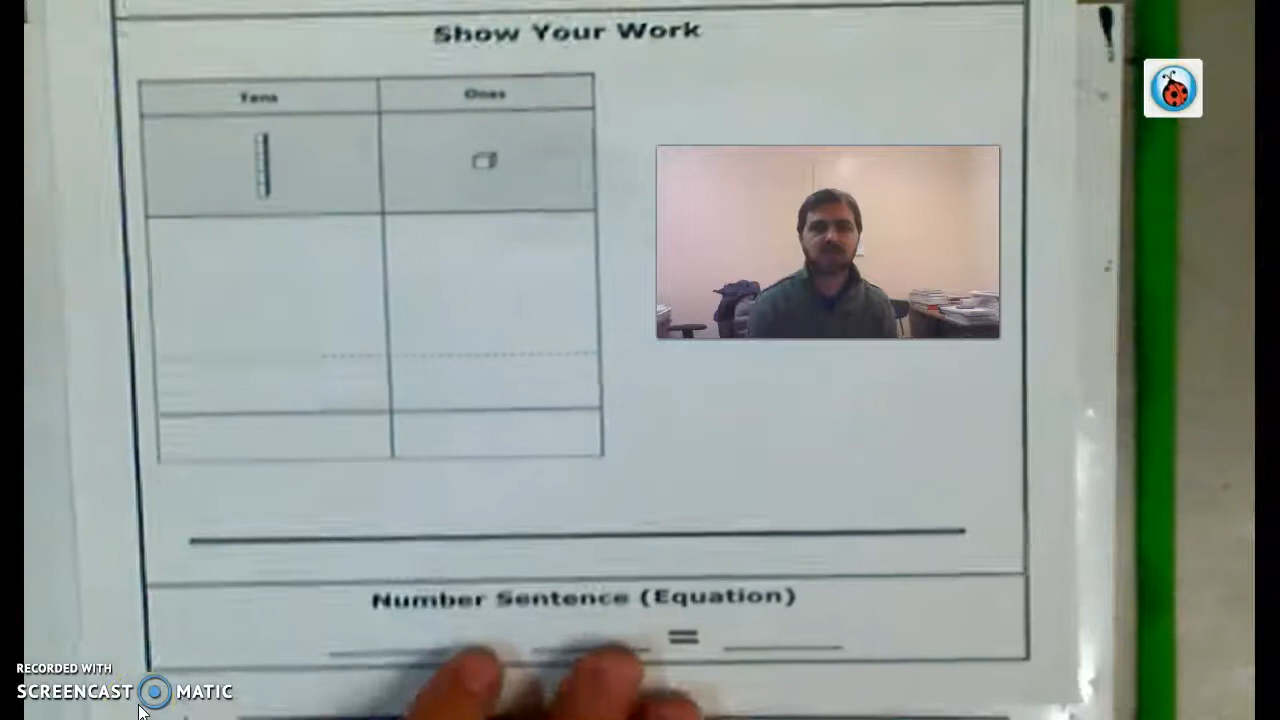 Show Your Work
Tens Ones
=
Number Sentence (Equation)
RECORDED WITH
SCREENCAST MATIC